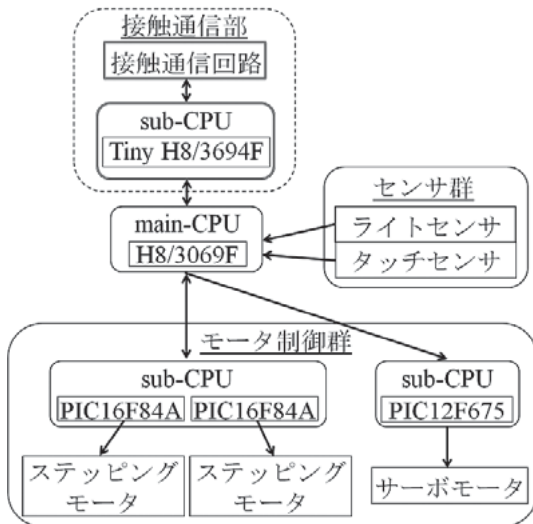 接触通信部
接触通信回路
sub-CPU
Tiny H8/3694F
main-CPU
H8/3069F
センサ群
ライトセンサ
タッチセンサ
モータ制御群
sub-CPU
PIC16F84A PIC16F84A
ステッピング
モータ
ステッピング
モータ
sub-CPU
PIC12F675
サーボモータ